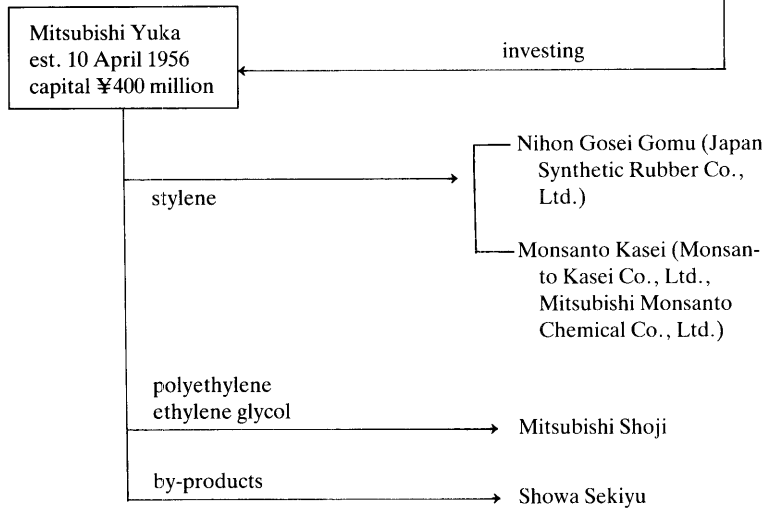 Mitsubishi Yuka
est. 10 April 1956
capital ¥400 million
investing
Nihon Gosei Gomu (Japan
Synthetic Rubber Co.,
Ltd.)
stylene
Monsanto Kasei (Monsan-
to Kasei Co., Ltd.,
Mitsubishi Monsanto
Chemical Co., Ltd.)
polyethylene
ethylene glycol
Mitsubishi Shoji
by-products
Showa Sekiyu